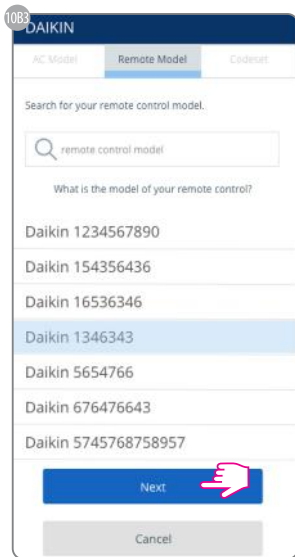 10B3
DAIKIN
AC Model Remote Model Codeset
Search for your remote control model.
remote control model
What is the model of your remote control?
Daikin 1234567890
Daikin 154356436
Daikin 16536346
Daikin 1346343
Daikin 5654766
Daikin 676476643
Daikin 5745768758957
Next
Cancel